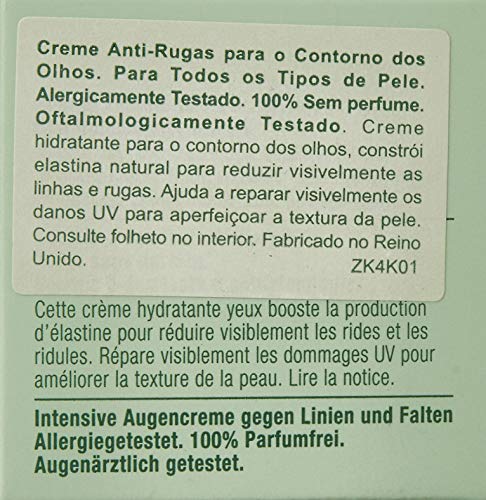 Creme Anti-Rugas para o Contorno dos
Olhos. Para Todos os Tipos de Pele.
Alergicamente Testado. 100% Sem perfume.
Oftalmologicamente Testado. Creme
hidratante para o contorno dos olhos, constrói
elastina natural para reduzir visivelmente as
linhas e rugas. Ajuda a reparar visivelmente os
danos UV para aperfeiçoar a textura da pele.
Consulte folheto no interior. Fabricado no Reino
Unido. ZK4K01
Cette crème hydratante yeux booste la production
d'élastine pour réduire visiblement les rides et les
ridules. Répare visiblement les dommages UV pour
améliorer la texture de la peau. Lire la notice.
Intensive Augencreme gegen Linien und Falten
Allergiegetestet. 100% Parfumfrei.
Augenärztlich getestet.